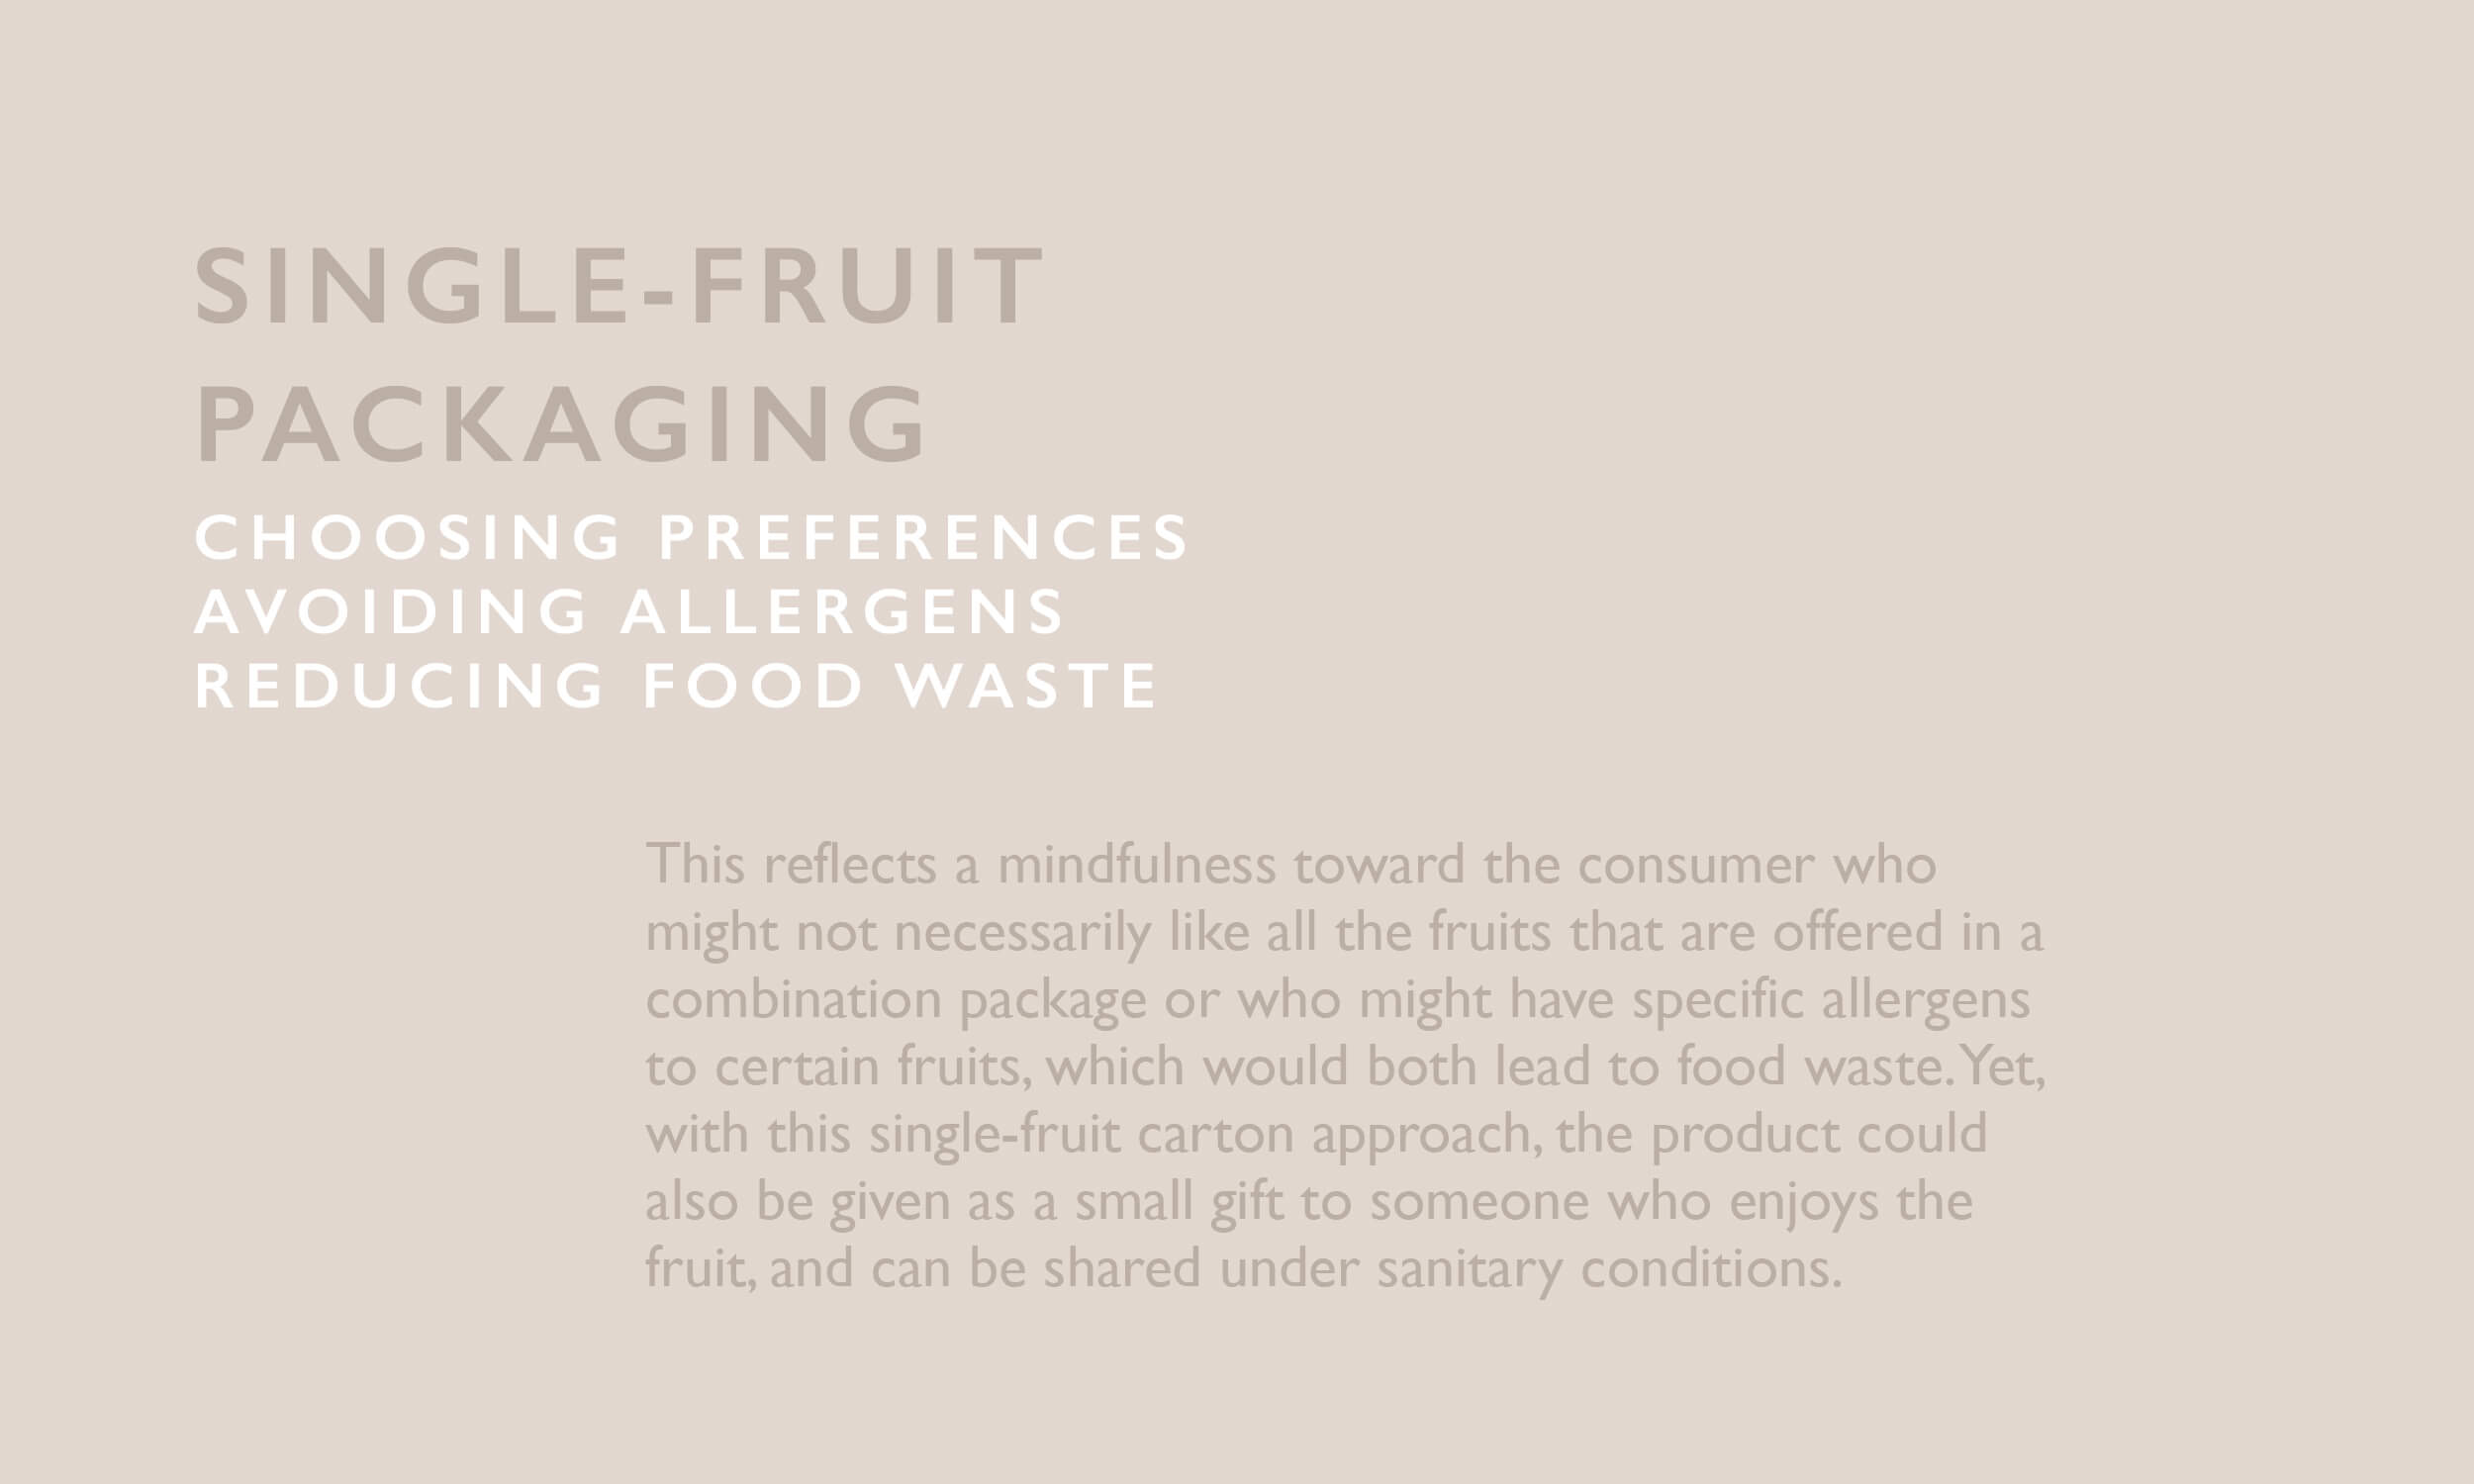 SINGLE-FRUIT
PACKAGING
CHOOSING PREFERENCES
AVOIDING ALLERGENS
REDUCING FOOD WASTE
This reflects a mindfulness toward the consumer who
might not necessarily like all the fruits that are offered in a
combination package or who might have specific allergens
to certain fruits, which would both lead to food waste. Yet,
with this single-fruit carton approach, the product could
also be given as a small gift to someone who enjoys the
fruit, and can be shared under sanitary conditions.